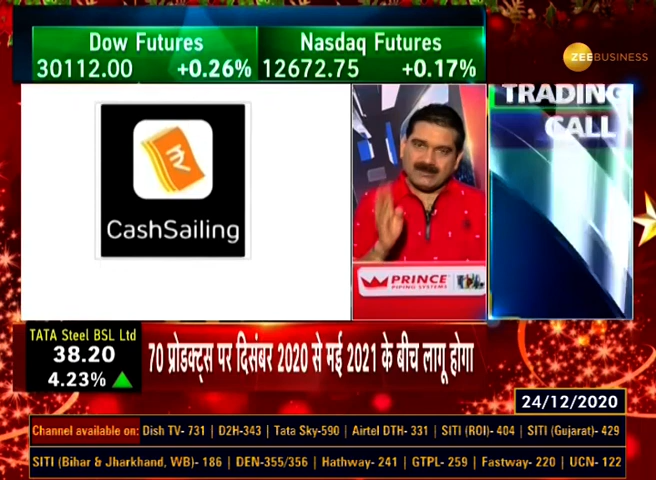 Dow Futures
30112.00 +0.26%
Nasdaq Futures
12672.75 +0.17%
ZEEBUSINESS
TRADING
CALL
₹
CashSailing
PRINCE
PIPING SYSTEMS
TATA Steel BSL Ltd
38.20
4.23%
70 प्रोडक्ट्स पर दिसंबर 2020 से मई 2021 के बीच लागू होगा
24/12/2020
Channel available on: Dish TV- 731 | D2H-343 | Tata Sky-590 | Airtel DTH- 331 | SITI (ROI)- 404 | SITI (Gujarat)- 429
SITI (Bihar & Jharkhand, WB)- 186 | DEN-355/356 | Hathway- 241 | GTPL- 259 | Fastway- 220 | UCN- 122